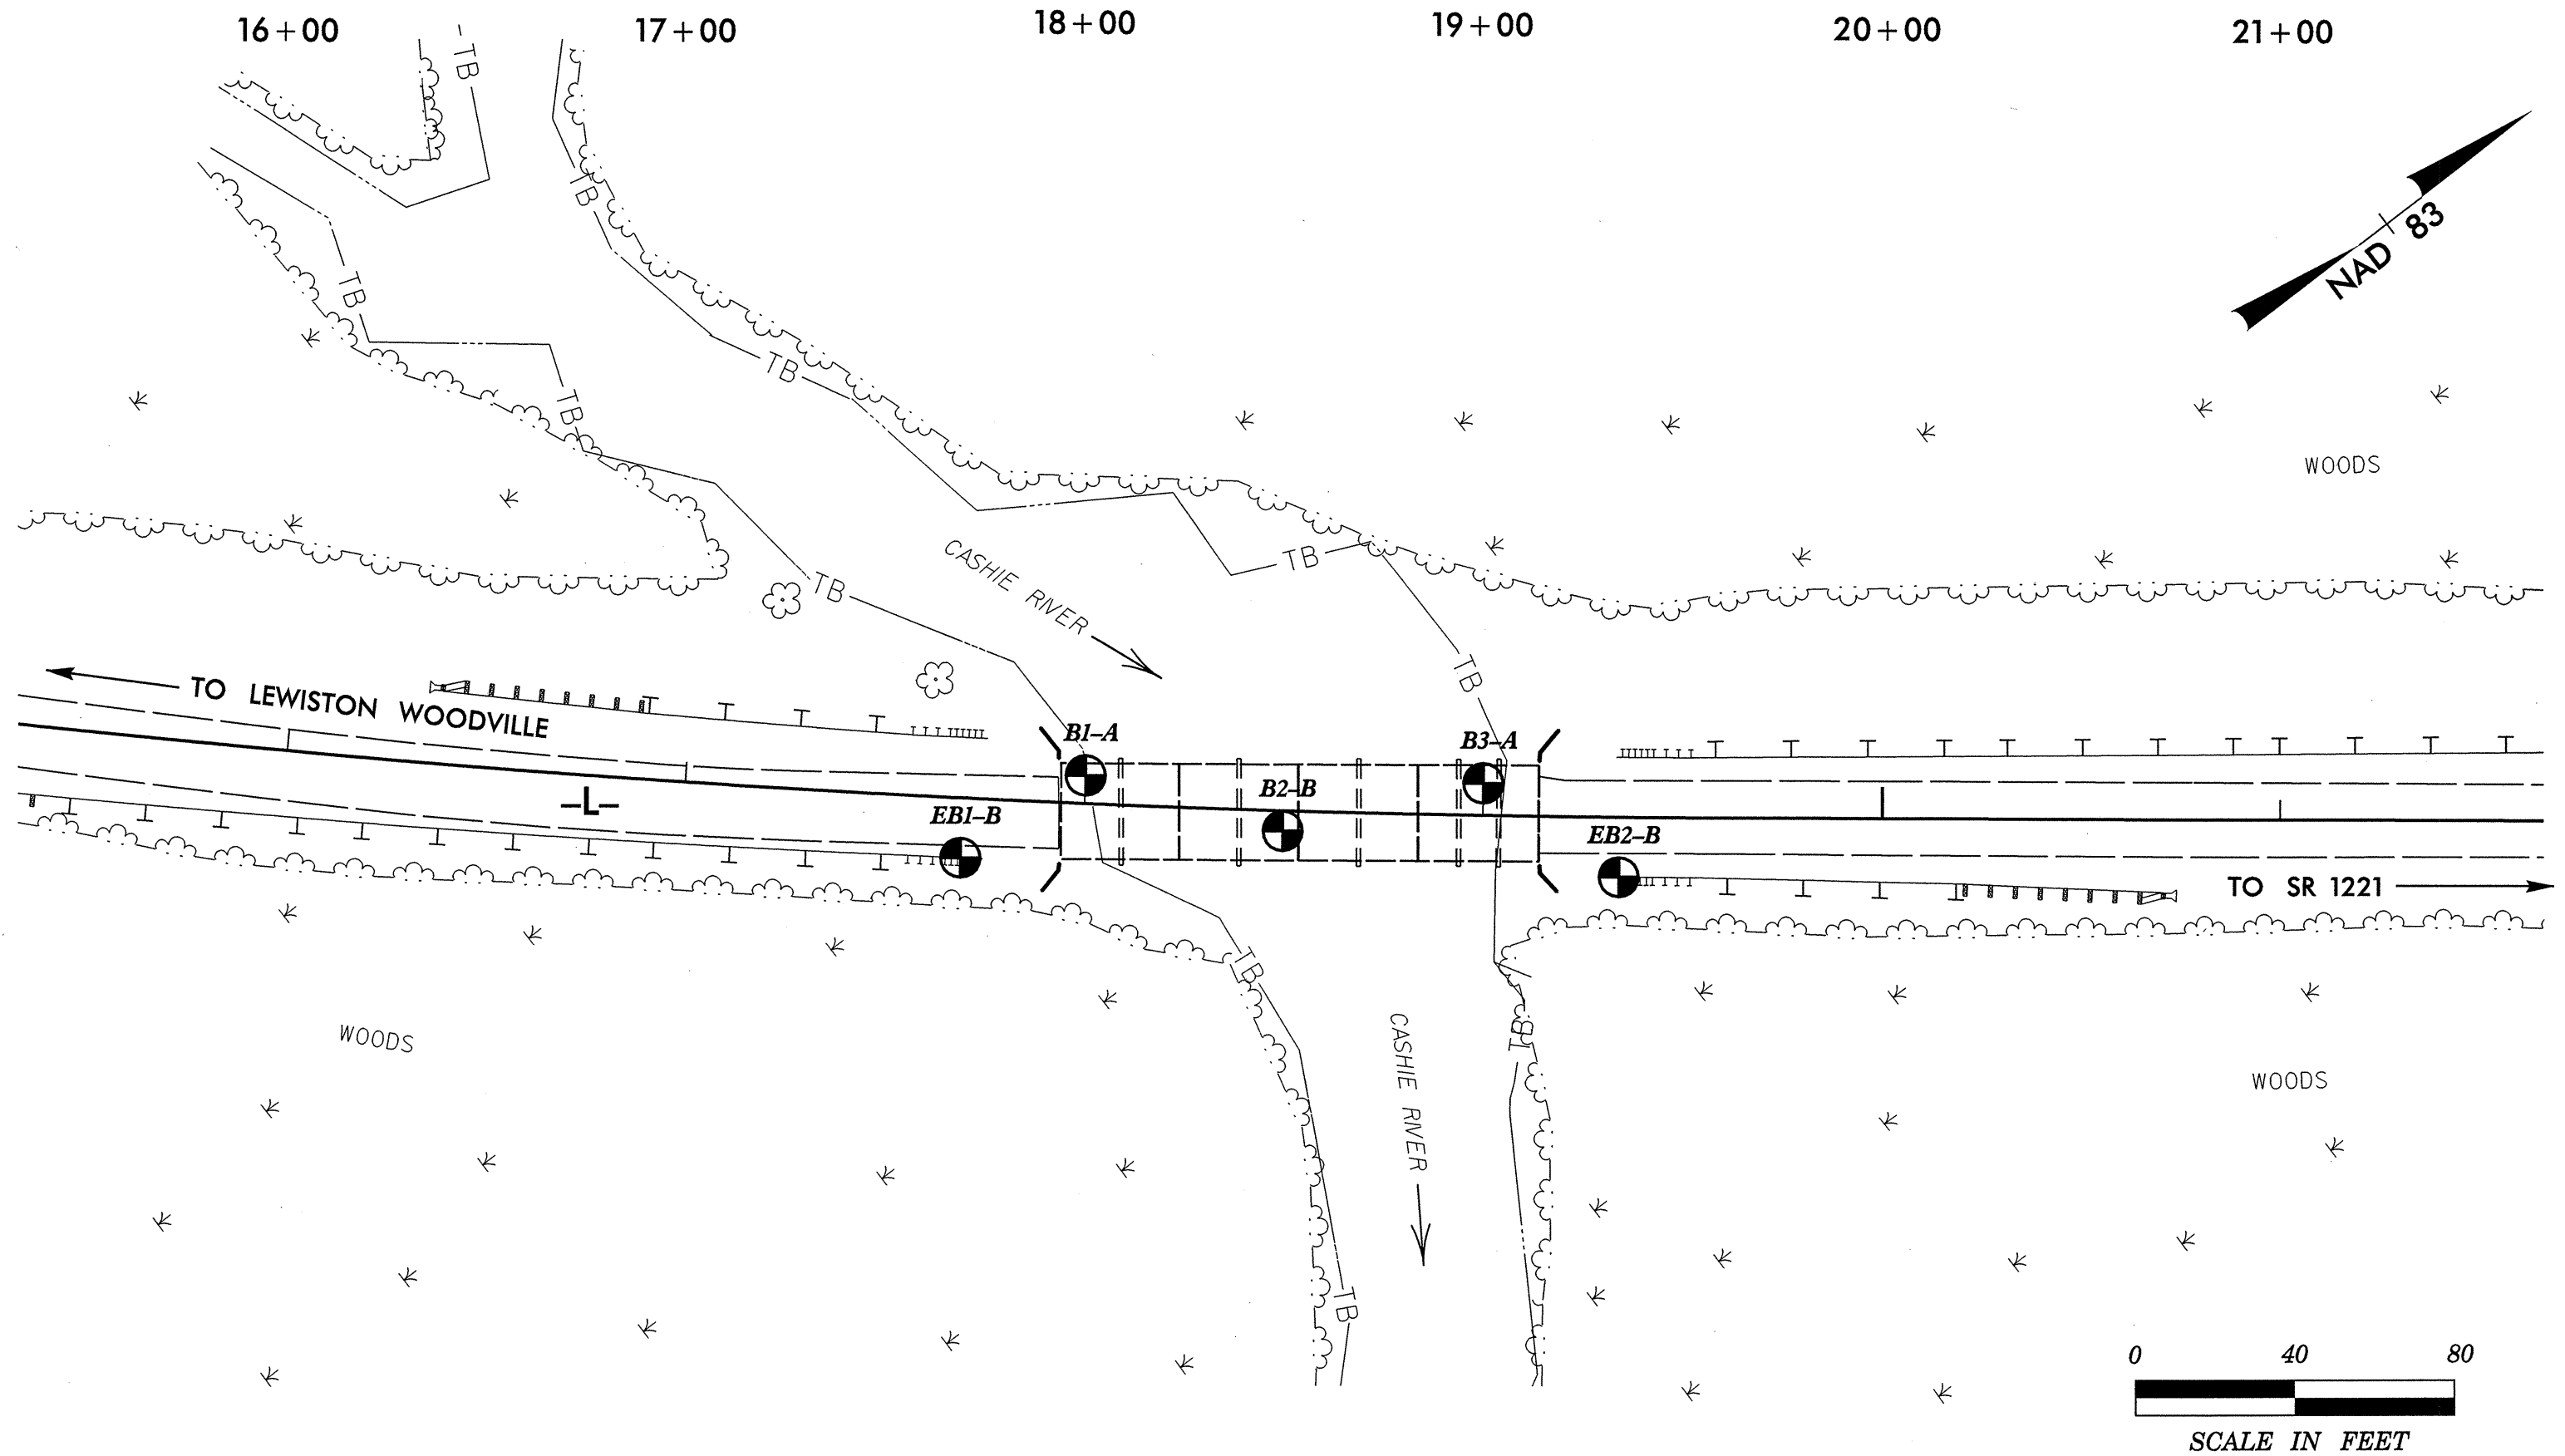 16+00 17+00 18+00 19+00 20+00 21+00
-TB
TB
NAD 83
TB
TB
TB
WOODS
TB
CASHIE RIVER
TB
TB
TO LEWISTON WOODVILLE
B1-A
B3-A
B2-B
-L-
EB1-B
EB2-B
TO SR 1221
TB
WOODS
CASHIE RIVER
TB
WOODS
TB
0 40 80
SCALE IN FEET